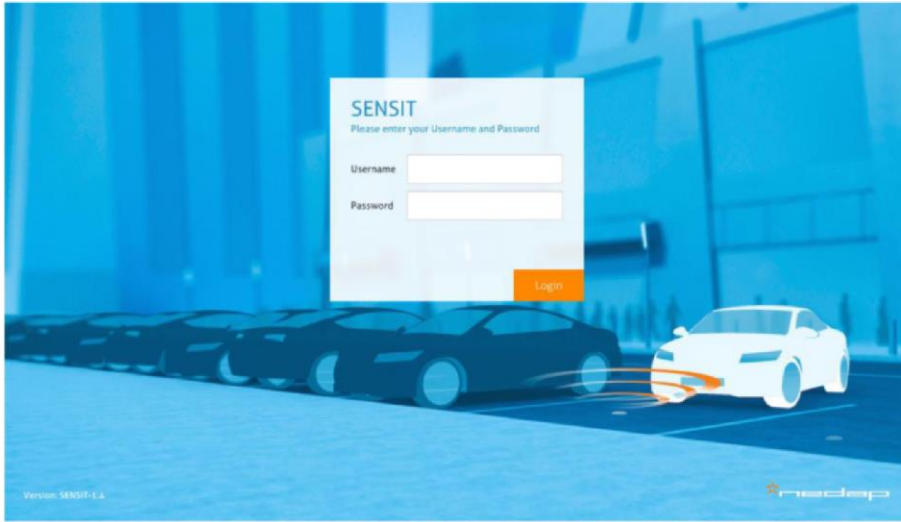 SENSIT
Please enter your Username and Password
Username
Password
Login
Version: SENSIT-1.4
nedap